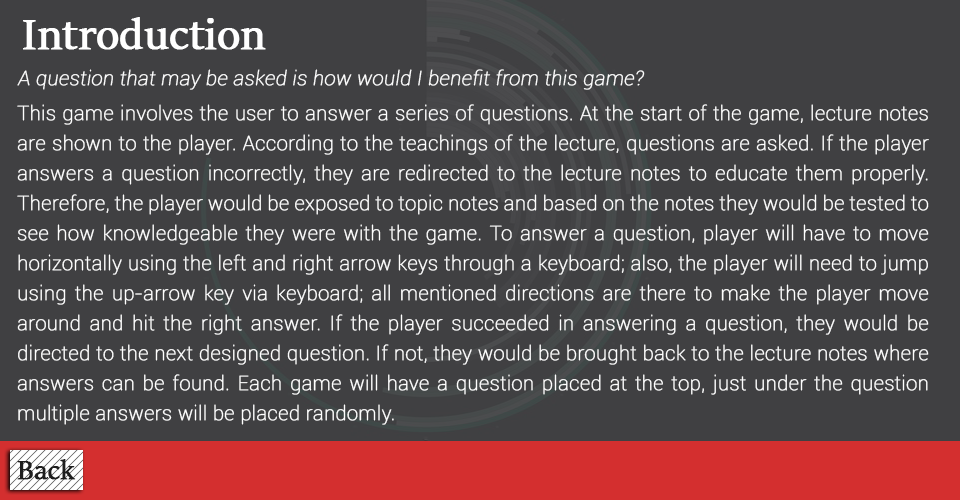 Introduction
A question that may be asked is how would I benefit from this game?
This game involves the user to answer a series of questions. At the start of the game, lecture notes
are shown to the player. According to the teachings of the lecture, questions are asked. If the player
answers a question incorrectly, they are redirected to the lecture notes to educate them properly.
Therefore, the player would be exposed to topic notes and based on the notes they would be tested to
see how knowledgeable they were with the game. To answer a question, player will have to move
horizontally using the left and right arrow keys through a keyboard; also, the player will need to jump
using the up-arrow key via keyboard; all mentioned directions are there to make the player move
around and hit the right answer. If the player succeeded in answering a question, they would be
directed to the next designed question. If not, they would be brought back to the lecture notes where
answers can be found. Each game will have a question placed at the top, just under the question
multiple answers will be placed randomly.
Back